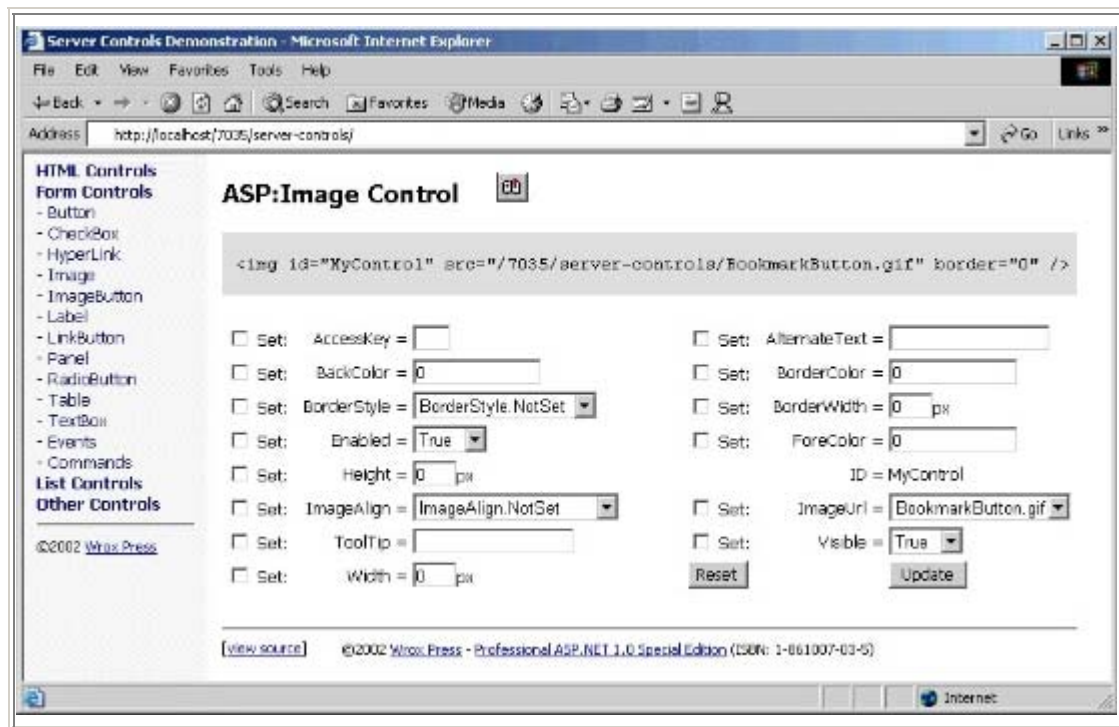 Server Controls Demonstration - Microsoft Internet Explorer
File Edit View Favorites Tools Help
Back Search Favorites Media
Address http://localhost/7035/server-controls/ Go Links »
HTML Controls
Form Controls
- Button
- CheckBox
- HyperLink
- Image
- ImageButton
- Label
- LinkButton
- Panel
- RadioButton
- Table
- TextBox
- Events
- Commands
List Controls
Other Controls
©2002 Wrox Press
ASP:Image Control
<img id="MyControl" src="/7035/server-controls/BookmarkButton.gif" border="0" />
Set: AccessKey = Set: AlternateText =
Set: BackColor = 0 Set: BorderColor = 0
Set: BorderStyle = BorderStyle.NotSet Set: BorderWidth = 0 px
Set: Enabled = True Set: ForeColor = 0
Set: Height = 0 px ID = MyControl
Set: ImageAlign = ImageAlign.NotSet Set: ImageUrl = BookmarkButton.gif
Set: ToolTip = Set: Visible = True
Set: Width = 0 px Reset Update
[view source] ©2002 Wrox Press - Professional ASP.NET 1.0 Special Edition (ISBN: 1-861007-03-5)
Internet